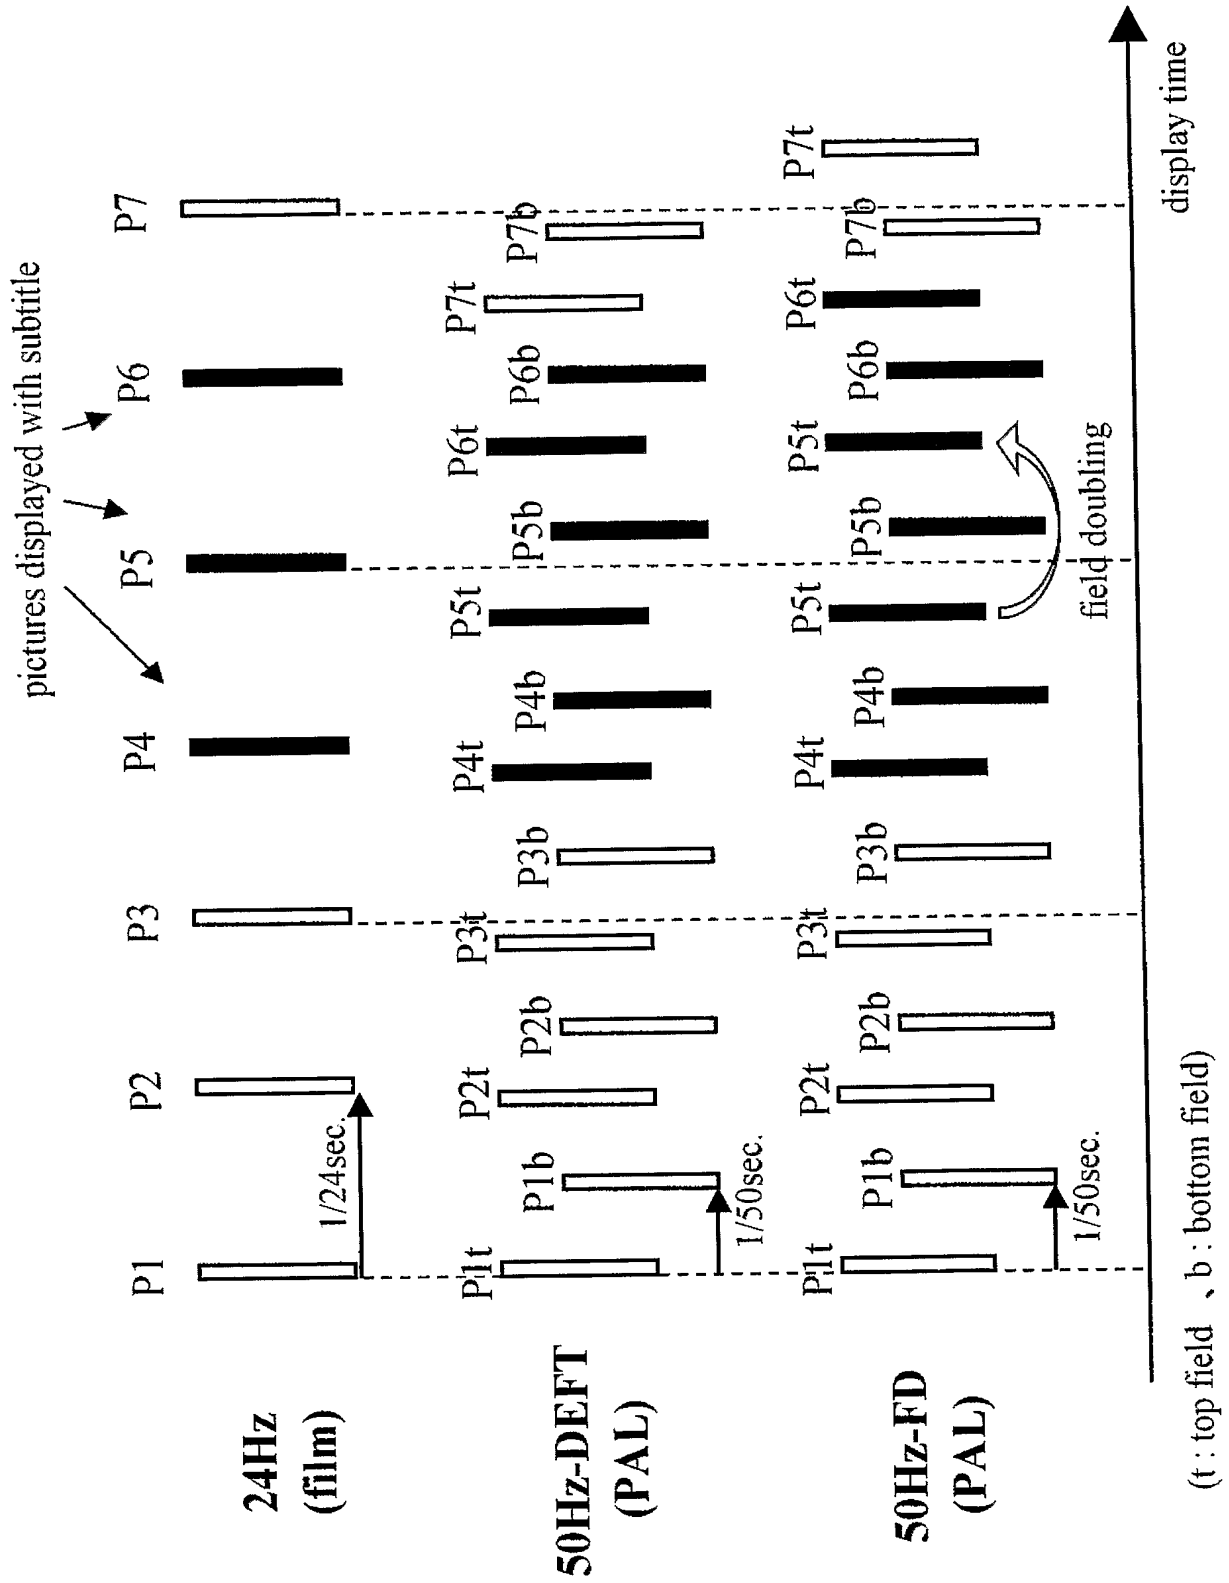 pictures displayed with subtitle
P1
P2
P3
P4
P5
P6
P7
24Hz
(film)
1/24sec.
P1t
P1b
P2t
P2b
P3t
P3b
P4t
P4b
P5t
P5b
P6t
P6b
P7t
P7b
50Hz-DEFT
(PAL)
1/50sec.
P1t
P1b
P2t
P2b
P3t
P3b
P4t
P4b
P5t
P5b
P5t
P6b
P6t
P7b
P7t
50Hz-FD
(PAL)
1/50sec.
field doubling
display time
(t : top field 、b : bottom field)